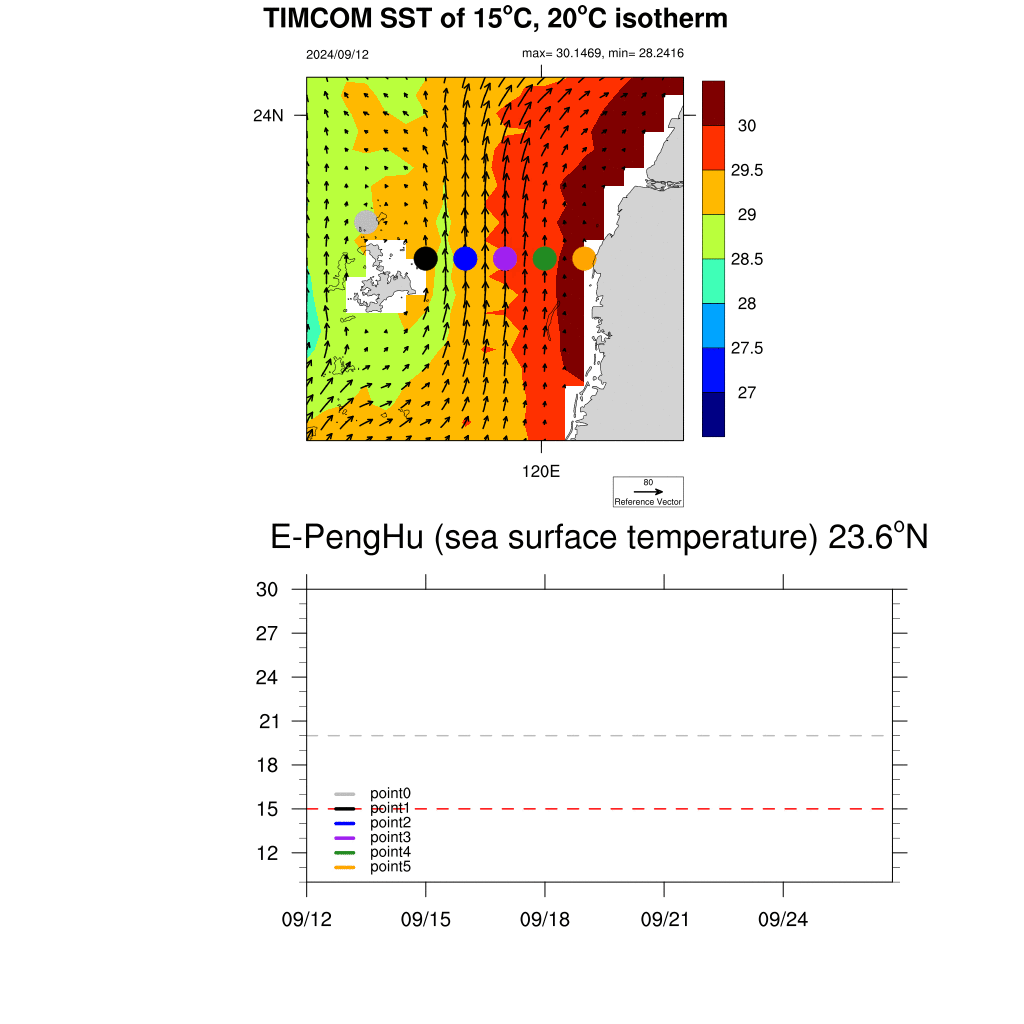 TIMCOM SST of 15°C, 20°C isotherm
2024/09/12
max= 30.1469, min= 28.2416
24N
30
29.5
29
28.5
28
27.5
27
120E
80
Reference Vector
E-PengHu (sea surface temperature) 23.6°N
30
27
24
21
18
15
12
point0
point1
point2
point3
point4
point5
09/12 09/15 09/18 09/21 09/24